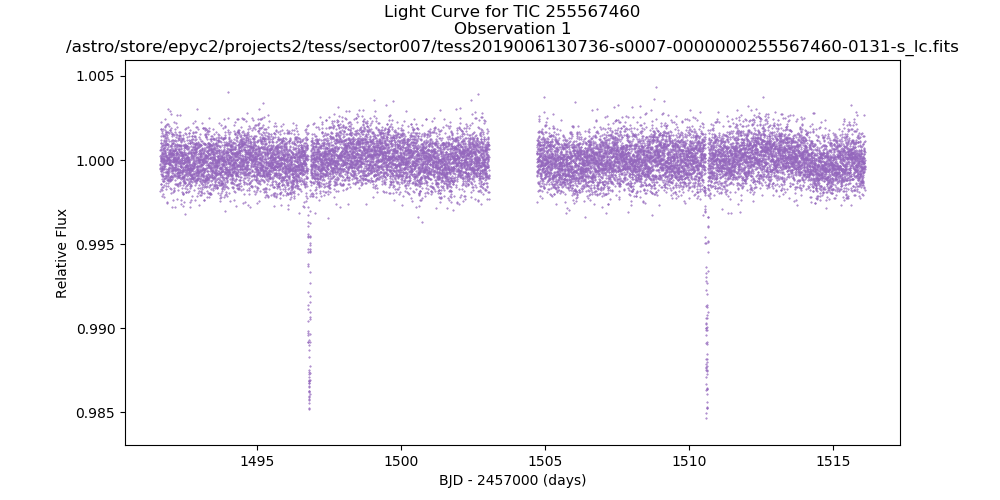 Light Curve for TIC 255567460
Observation 1
/astro/store/epyc2/projects2/tess/sector007/tess2019006130736-s0007-0000000255567460-0131-s_lc.fits
1.005
1.000
0.995
0.990
0.985
Relative Flux
1495
1500
1505
1510
1515
BJD - 2457000 (days)